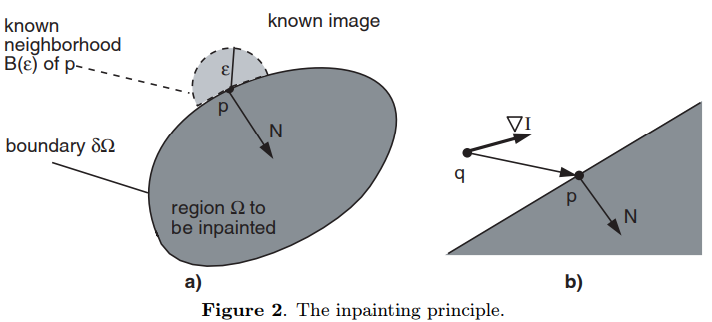 known image
known
neighborhood
B(ε) of p
ε
p
N
boundary δΩ
region Ω to
be inpainted
a)
∇I
q
p
N
b)
Figure 2. The inpainting principle.